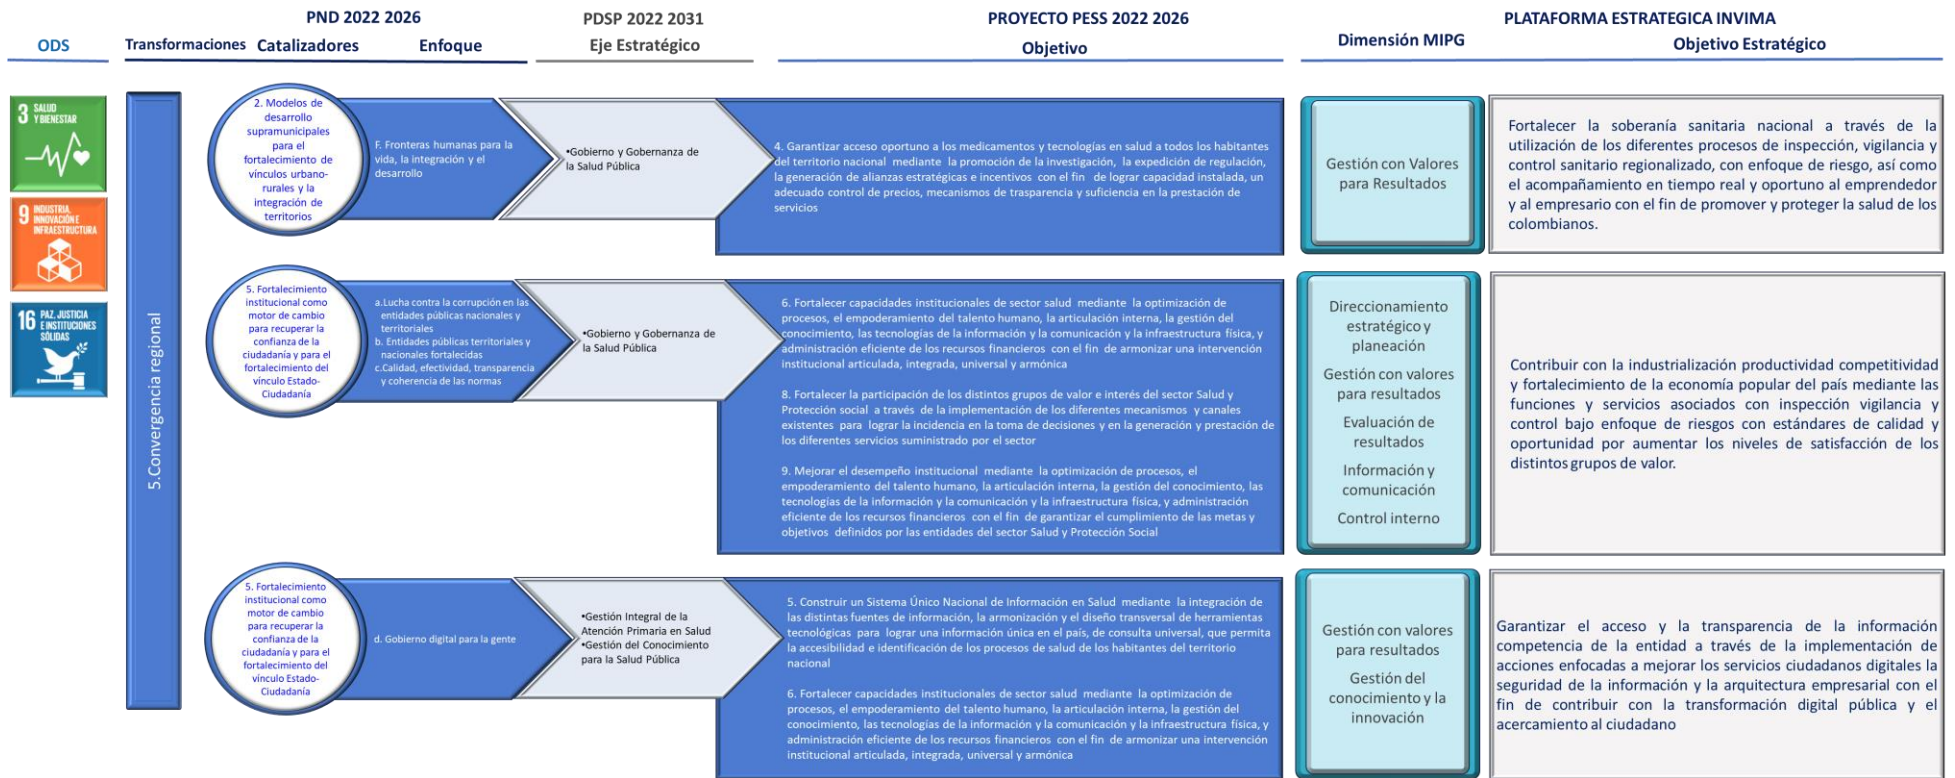 PND 2022 2026
PDSP 2022 2031
PROYECTO PESS 2022 2026
PLATAFORMA ESTRATEGICA INVIMA
ODS
Transformaciones
Catalizadores
Enfoque
Eje Estratégico
Objetivo
Dimensión MIPG
Objetivo Estratégico
3 SALUD
Y BIENESTAR
9 INDUSTRIA,
INNOVACIÓN E
INFRAESTRUCTURA
16 PAZ, JUSTICIA
E INSTITUCIONES
SÓLIDAS
5.Convergencia regional
2. Modelos de
desarrollo
supramunicipales
para el
fortalecimiento de
vínculos urbano-
rurales y la
integración de
territorios
F. Fronteras humanas para la
vida, la integración y el
desarrollo
•Gobierno y Gobernanza de
la Salud Pública
4. Garantizar acceso oportuno a los medicamentos y tecnologías en salud a todos los habitantes
del territorio nacional mediante la promoción de la investigación, la expedición de regulación,
la generación de alianzas estratégicas e incentivos con el fin de lograr capacidad instalada, un
adecuado control de precios, mecanismos de trasparencia y suficiencia en la prestación de
servicios
Gestión con Valores
para Resultados
Fortalecer la soberanía sanitaria nacional a través de la
utilización de los diferentes procesos de inspección, vigilancia y
control sanitario regionalizado, con enfoque de riesgo, así como
el acompañamiento en tiempo real y oportuno al emprendedor
y al empresario con el fin de promover y proteger la salud de los
colombianos.
5. Fortalecimiento
institucional como
motor de cambio
para recuperar la
confianza de la
ciudadanía y para el
fortalecimiento del
vínculo Estado-
Ciudadanía
a.Lucha contra la corrupción en las
entidades públicas nacionales y
territoriales
b. Entidades públicas territoriales y
nacionales fortalecidas
c.Calidad, efectividad, transparencia
y coherencia de las normas
•Gobierno y Gobernanza de
la Salud Pública
6. Fortalecer capacidades institucionales de sector salud mediante la optimización de
procesos, el empoderamiento del talento humano, la articulación interna, la gestión del
conocimiento, las tecnologías de la información y la comunicación y la infraestructura física, y
administración eficiente de los recursos financieros con el fin de armonizar una intervención
institucional articulada, integrada, universal y armónica
8. Fortalecer la participación de los distintos grupos de valor e interés del sector Salud y
Protección social a través de la implementación de los diferentes mecanismos y canales
existentes para lograr la incidencia en la toma de decisiones y en la generación y prestación de
los diferentes servicios suministrado por el sector
9. Mejorar el desempeño institucional mediante la optimización de procesos, el
empoderamiento del talento humano, la articulación interna, la gestión del conocimiento, las
tecnologías de la información y la comunicación y la infraestructura física, y administración
eficiente de los recursos financieros con el fin de garantizar el cumplimiento de las metas y
objetivos definidos por las entidades del sector Salud y Protección Social
Direccionamiento
estratégico y
planeación
Gestión con valores
para resultados
Evaluación de
resultados
Información y
comunicación
Control interno
Contribuir con la industrialización productividad competitividad
y fortalecimiento de la economía popular del país mediante las
funciones y servicios asociados con inspección vigilancia y
control bajo enfoque de riesgos con estándares de calidad y
oportunidad por aumentar los niveles de satisfacción de los
distintos grupos de valor.
5. Fortalecimiento
institucional como
motor de cambio
para recuperar la
confianza de la
ciudadanía y para el
fortalecimiento del
vínculo Estado-
Ciudadanía
d. Gobierno digital para la gente
•Gestión Integral de la
Atención Primaria en Salud
•Gestión del Conocimiento
para la Salud Pública
5. Construir un Sistema Único Nacional de Información en Salud mediante la integración de
las distintas fuentes de información, la armonización y el diseño transversal de herramientas
tecnológicas para lograr una información única en el país, de consulta universal, que permita
la accesibilidad e identificación de los procesos de salud de los habitantes del territorio
nacional
6. Fortalecer capacidades institucionales de sector salud mediante la optimización de
procesos, el empoderamiento del talento humano, la articulación interna, la gestión del
conocimiento, las tecnologías de la información y la comunicación y la infraestructura física, y
administración eficiente de los recursos financieros con el fin de armonizar una intervención
institucional articulada, integrada, universal y armónica
Gestión con valores
para resultados
Gestión del
conocimiento y la
innovación
Garantizar el acceso y la transparencia de la información
competencia de la entidad a través de la implementación de
acciones enfocadas a mejorar los servicios ciudadanos digitales la
seguridad de la información y la arquitectura empresarial con el
fin de contribuir con la transformación digital pública y el
acercamiento al ciudadano